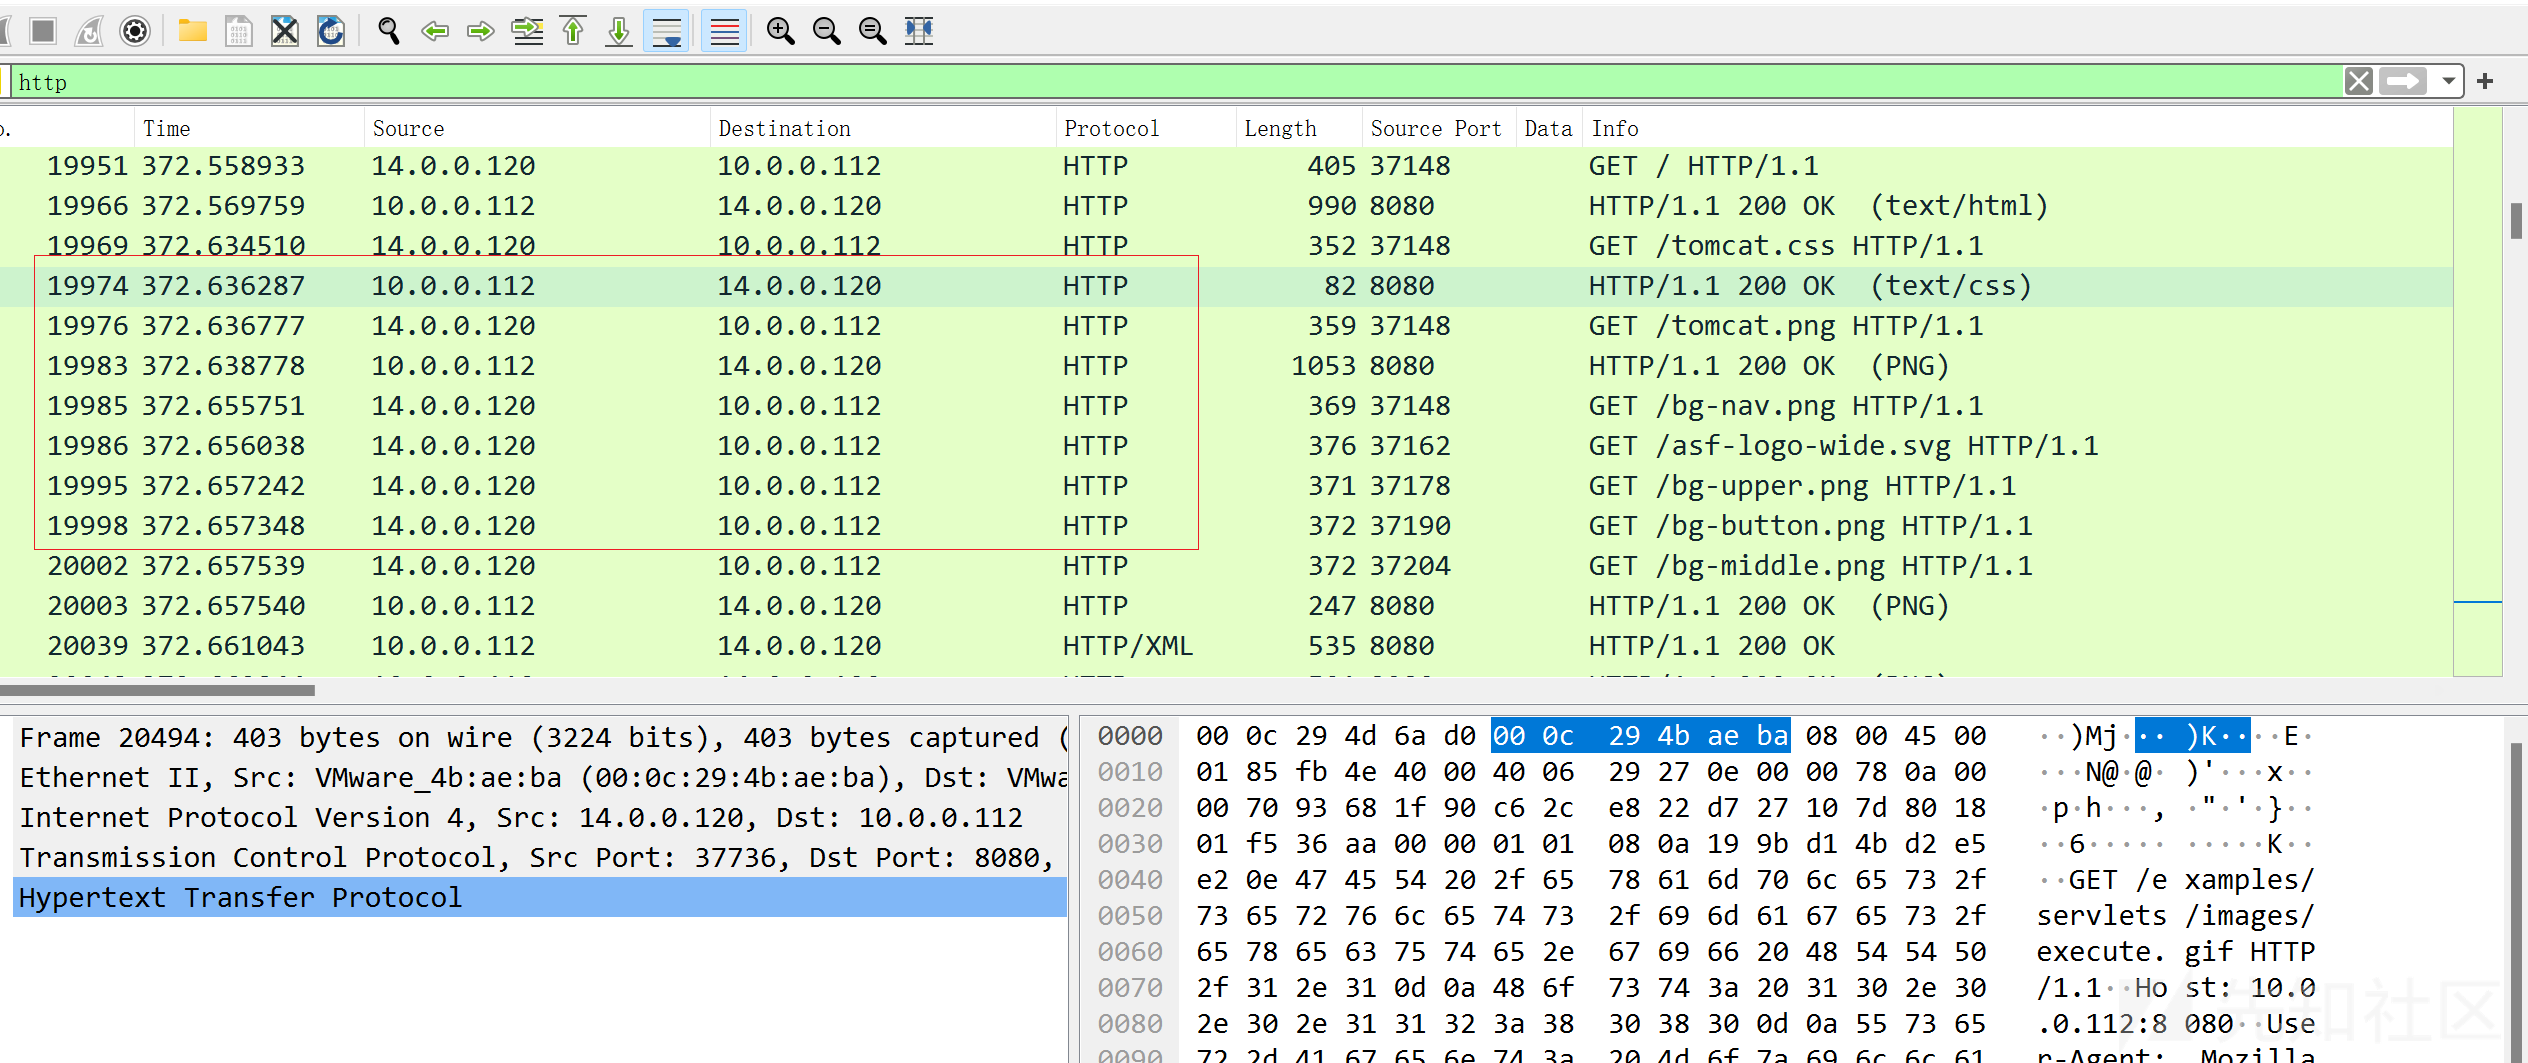 http
o. Time Source Destination Protocol Length Source Port Data Info
19951 372.558933 14.0.0.120 10.0.0.112 HTTP 405 37148 GET / HTTP/1.1
19966 372.569759 10.0.0.112 14.0.0.120 HTTP 990 8080 HTTP/1.1 200 OK (text/html)
19969 372.634510 14.0.0.120 10.0.0.112 HTTP 352 37148 GET /tomcat.css HTTP/1.1
19974 372.636287 10.0.0.112 14.0.0.120 HTTP 82 8080 HTTP/1.1 200 OK (text/css)
19976 372.636777 14.0.0.120 10.0.0.112 HTTP 359 37148 GET /tomcat.png HTTP/1.1
19983 372.638778 10.0.0.112 14.0.0.120 HTTP 1053 8080 HTTP/1.1 200 OK (PNG)
19985 372.655751 14.0.0.120 10.0.0.112 HTTP 369 37148 GET /bg-nav.png HTTP/1.1
19986 372.656038 14.0.0.120 10.0.0.112 HTTP 376 37162 GET /asf-logo-wide.svg HTTP/1.1
19995 372.657242 14.0.0.120 10.0.0.112 HTTP 371 37178 GET /bg-upper.png HTTP/1.1
19998 372.657348 14.0.0.120 10.0.0.112 HTTP 372 37190 GET /bg-button.png HTTP/1.1
20002 372.657539 14.0.0.120 10.0.0.112 HTTP 372 37204 GET /bg-middle.png HTTP/1.1
20003 372.657540 10.0.0.112 14.0.0.120 HTTP 247 8080 HTTP/1.1 200 OK (PNG)
20039 372.661043 10.0.0.112 14.0.0.120 HTTP/XML 535 8080 HTTP/1.1 200 OK
Frame 20494: 403 bytes on wire (3224 bits), 403 bytes captured (
Ethernet II, Src: VMware_4b:ae:ba (00:0c:29:4b:ae:ba), Dst: VMwa
Internet Protocol Version 4, Src: 14.0.0.120, Dst: 10.0.0.112
Transmission Control Protocol, Src Port: 37736, Dst Port: 8080,
Hypertext Transfer Protocol
0000 00 0c 29 4d 6a d0 00 0c 29 4b ae ba 08 00 45 00 ··)Mj··· )K····E·
0010 01 85 fb 4e 40 00 40 06 29 27 0e 00 00 78 0a 00 ···N@·@· )'···x··
0020 00 70 93 68 1f 90 c6 2c e8 22 d7 27 10 7d 80 18 ·p·h···, ·"·'·}··
0030 01 f5 36 aa 00 00 01 01 08 0a 19 9b d1 4b d2 e5 ··6····· ·····K··
0040 e2 0e 47 45 54 20 2f 65 78 61 6d 70 6c 65 73 2f ··GET /e xamples/
0050 73 65 72 76 6c 65 74 73 2f 69 6d 61 67 65 73 2f servlets /images/
0060 65 78 65 63 75 74 65 2e 67 69 66 20 48 54 54 50 execute. gif HTTP
0070 2f 31 2e 31 0d 0a 48 6f 73 74 3a 20 31 30 2e 30 /1.1··Ho st: 10.0
0080 2e 30 2e 31 31 32 3a 38 30 38 30 0d 0a 55 73 65 .0.112:8 080··Use
0090 72 2d 41 67 65 6e 74 3a 20 4d 6f 7a 69 6c 6c 61 r-Agent: Mozilla
先知社区